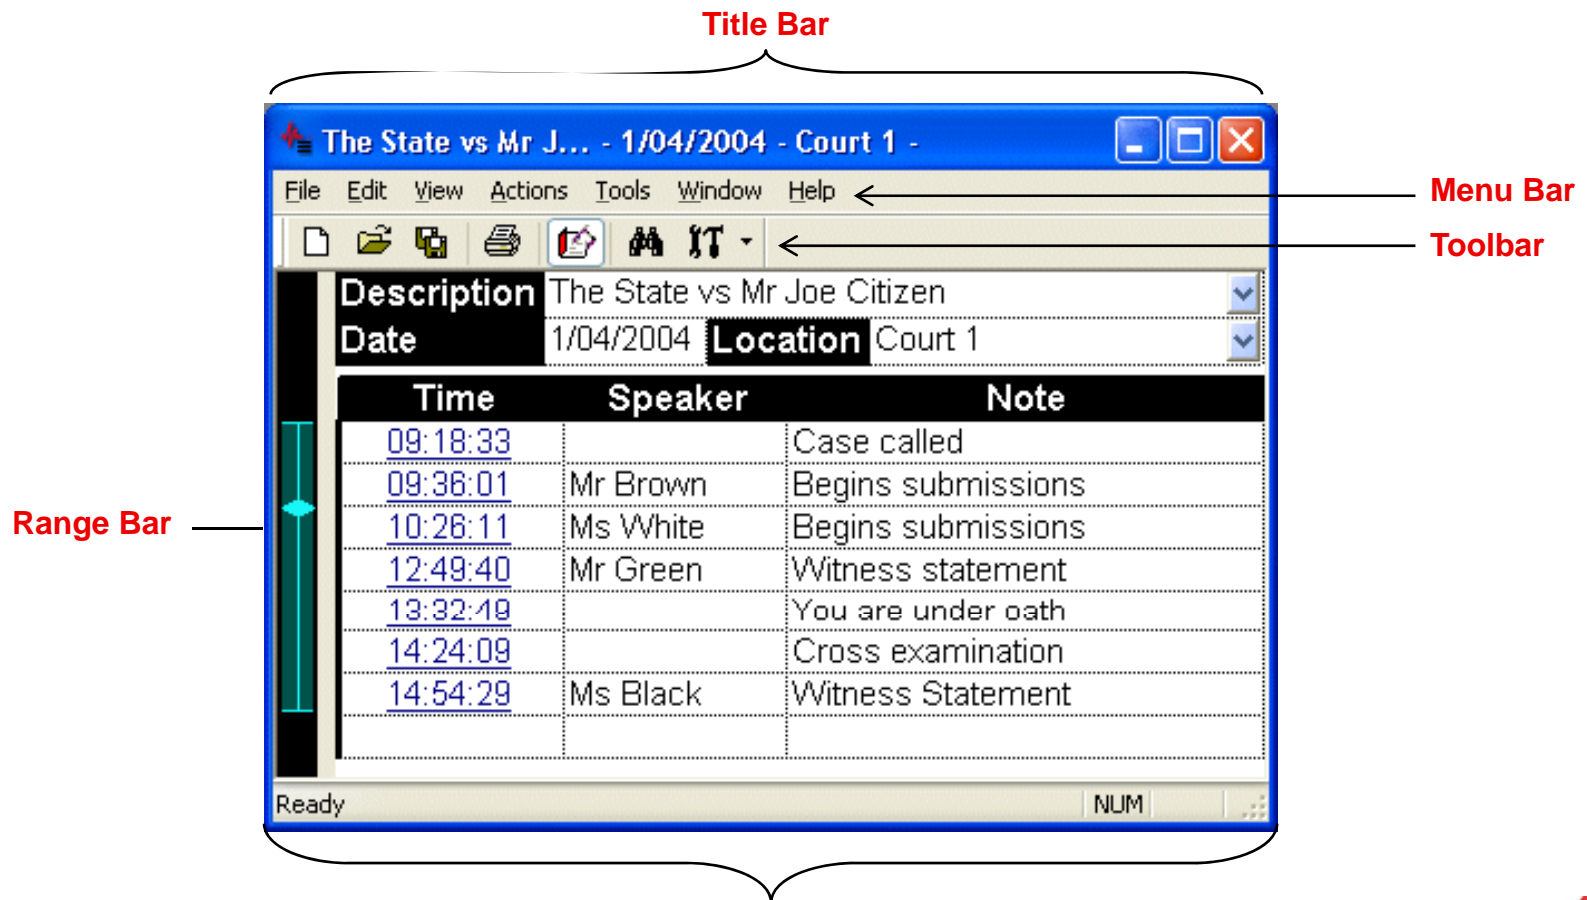 Title Bar
The State vs Mr J... - 1/04/2004 - Court 1 -
File Edit View Actions Tools Window Help
Menu Bar
Toolbar
Description The State vs Mr Joe Citizen
Date 1/04/2004 Location Court 1
Time Speaker Note
09:18:33 Case called
09:36:01 Mr Brown Begins submissions
Range Bar
10:26:11 Ms White Begins submissions
12:49:40 Mr Green Witness statement
13:32:49 You are under oath
14:24:09 Cross examination
14:54:29 Ms Black Witness Statement
Ready NUM